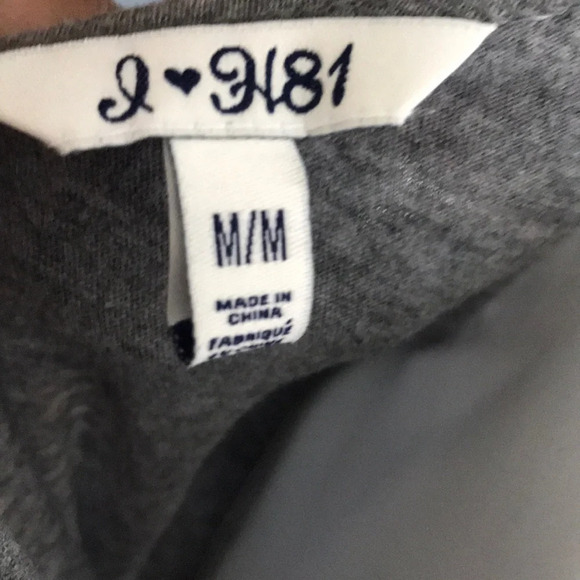 I ♥ H81
M/M
MADE IN
CHINA
FABRIQUÉ